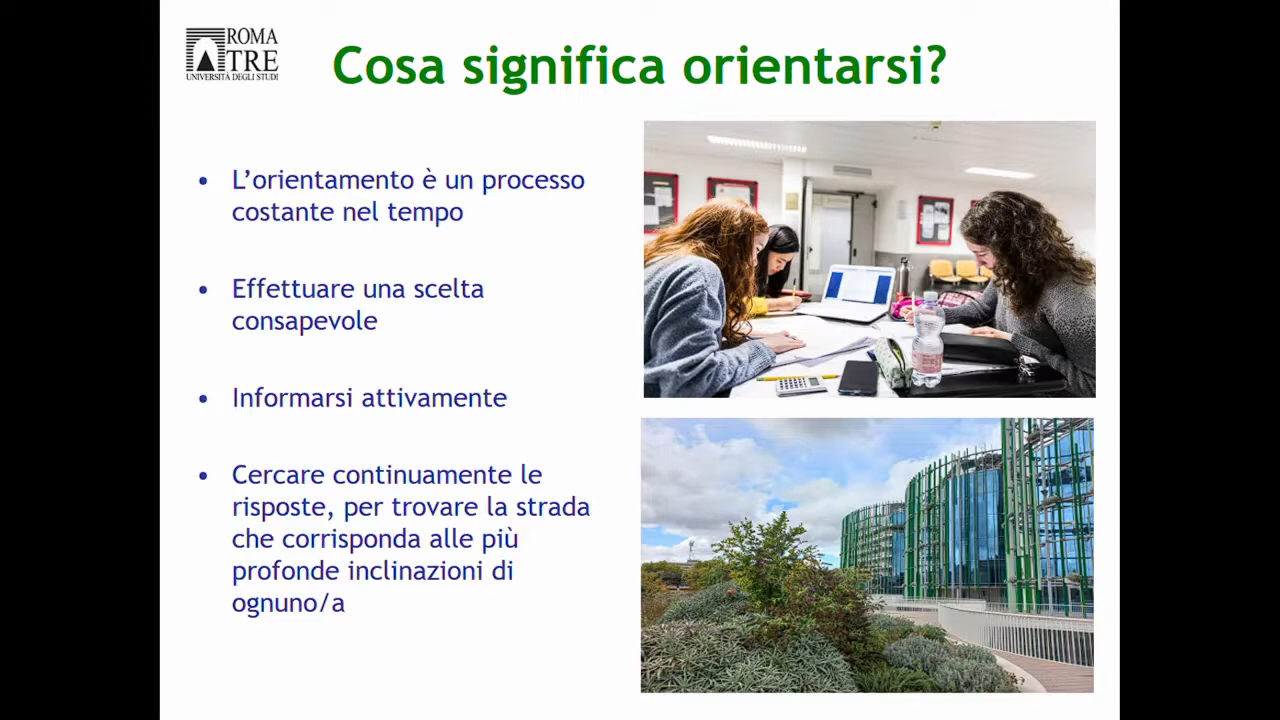 ROMA
TRE
UNIVERSITÀ DEGLI STUDI
Cosa significa orientarsi?
• L’orientamento è un processo
costante nel tempo
• Effettuare una scelta
consapevole
• Informarsi attivamente
• Cercare continuamente le
risposte, per trovare la strada
che corrisponda alle più
profonde inclinazioni di
ognuno/a